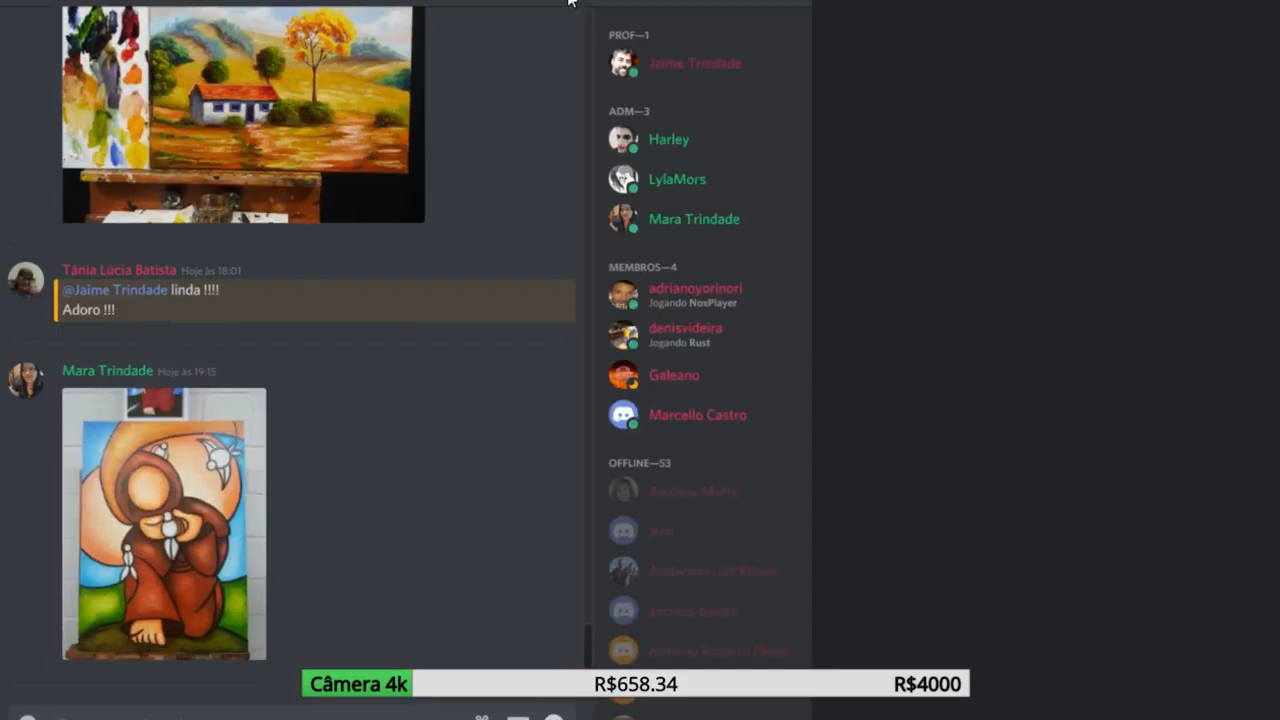 PROF—1
Jaime Trindade
ADM—3
Harley
LylaMors
Mara Trindade
MEMBROS—4
adrianoyorinori
Jogando NoxPlayer
denisvideira
Jogando Rust
Galeano
Marcello Castro
OFFLINE—53
Tânia Lúcia Batista Hoje às 18:01
@Jaime Trindade linda !!!!
Adoro !!!
Mara Trindade Hoje às 19:15
Câmera 4k R$658.34 R$4000